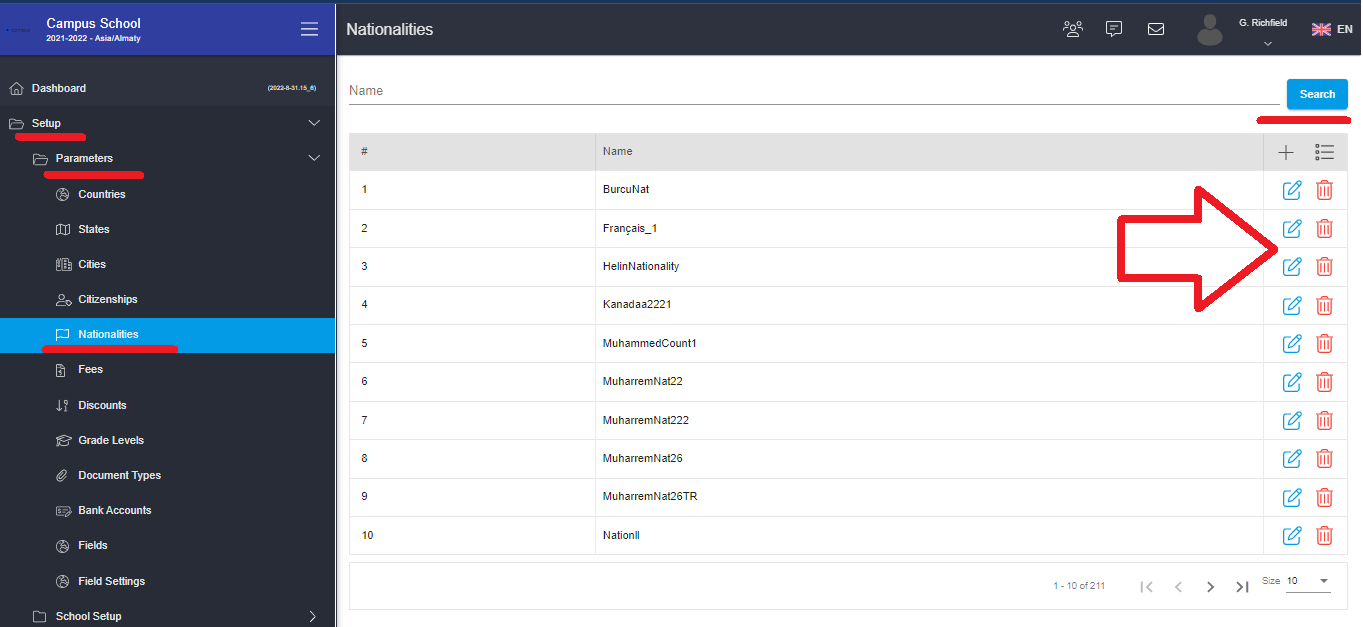 Campus School
2021-2022 - Asia/Almaty
Nationalities
G. Richfield
EN
Dashboard
(2022-8-31.15_6)
Setup
Parameters
Countries
States
Cities
Citizenships
Nationalities
Fees
Discounts
Grade Levels
Document Types
Bank Accounts
Fields
Field Settings
School Setup
Name
Search
# Name
1 BurcuNat
2 Français_1
3 HelinNationality
4 Kanadaa2221
5 MuhammedCount1
6 MuharremNat22
7 MuharremNat222
8 MuharremNat26
9 MuharremNat26TR
10 Nationll
1 - 10 of 211
Size 10